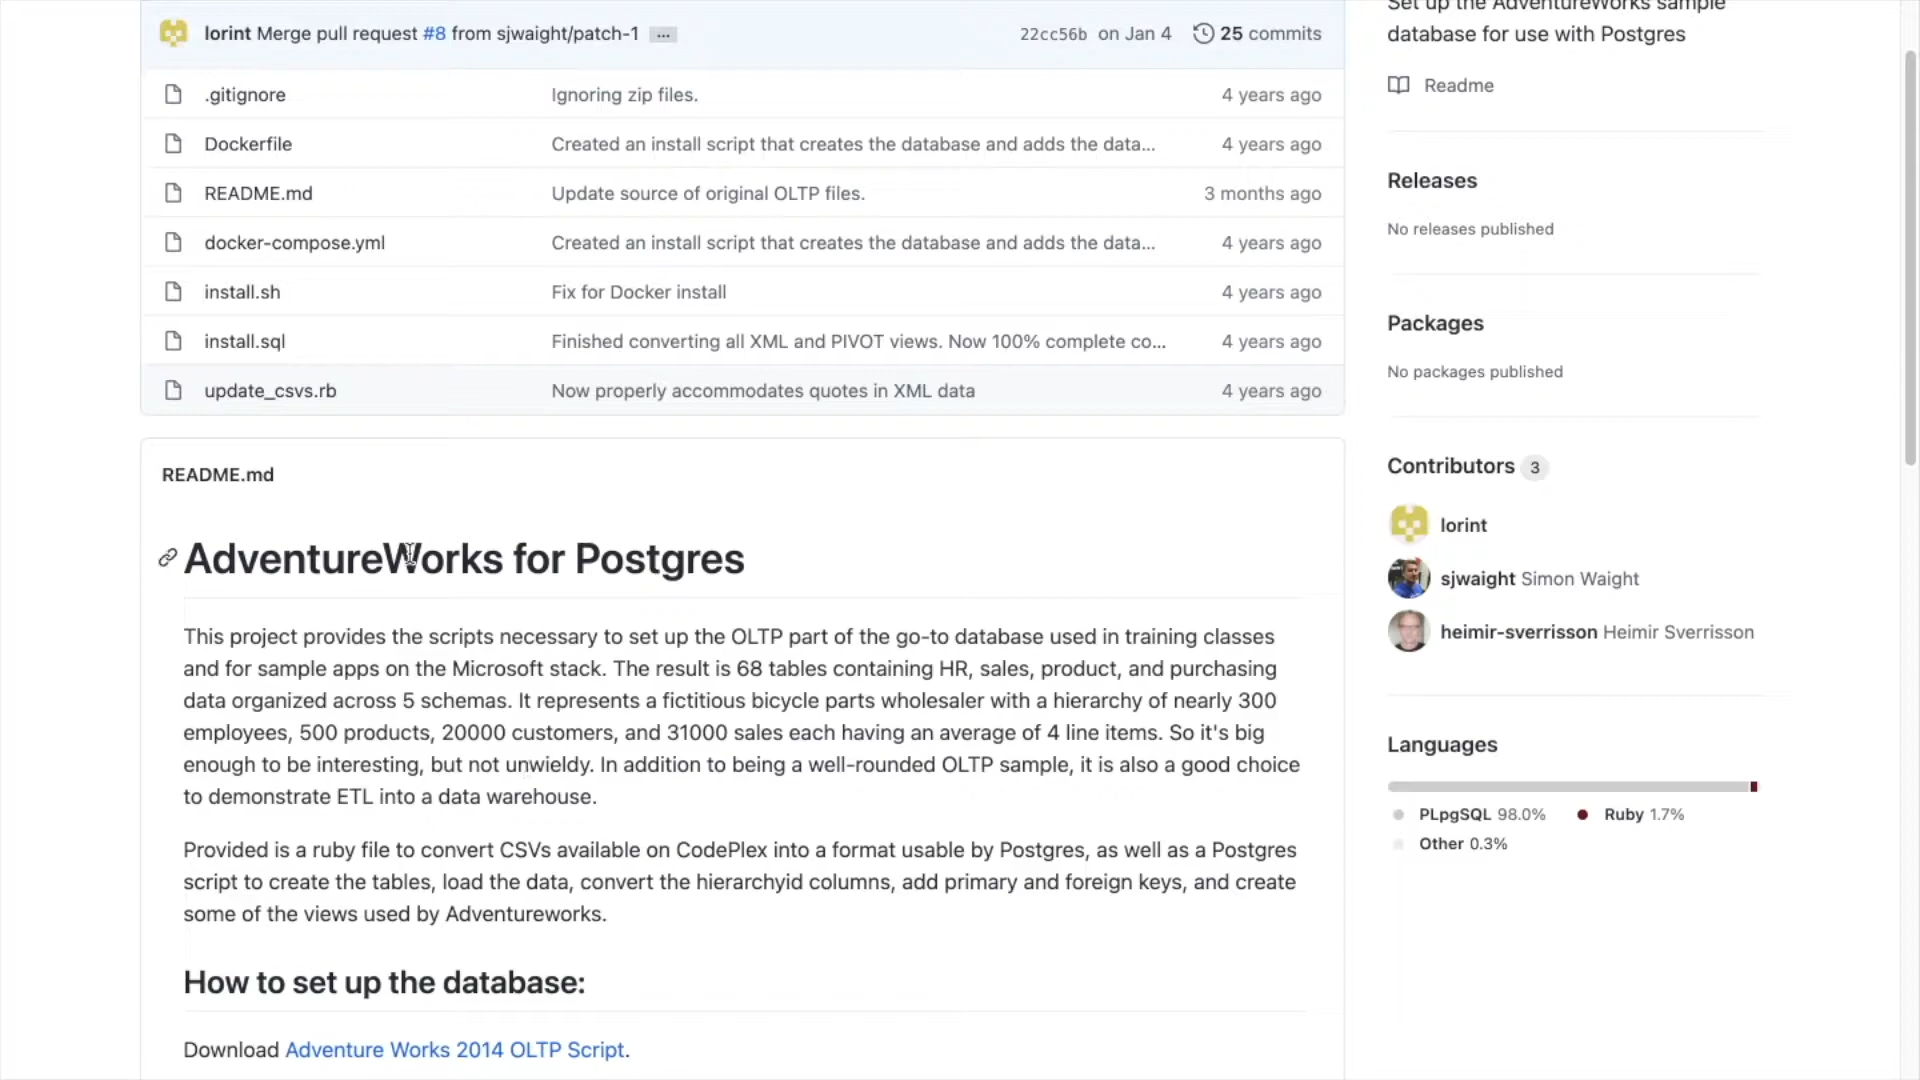 Set up the AdventureWorks sample
database for use with Postgres
lorint Merge pull request #8 from sjwaight/patch-1 ... 22cc56b on Jan 4 25 commits
.gitignore Ignoring zip files. 4 years ago
Dockerfile Created an install script that creates the database and adds the data... 4 years ago
README.md Update source of original OLTP files. 3 months ago
docker-compose.yml Created an install script that creates the database and adds the data... 4 years ago
install.sh Fix for Docker install 4 years ago
install.sql Finished converting all XML and PIVOT views. Now 100% complete co... 4 years ago
update_csvs.rb Now properly accommodates quotes in XML data 4 years ago
README.md
AdventureWorks for Postgres
This project provides the scripts necessary to set up the OLTP part of the go-to database used in training classes
and for sample apps on the Microsoft stack. The result is 68 tables containing HR, sales, product, and purchasing
data organized across 5 schemas. It represents a fictitious bicycle parts wholesaler with a hierarchy of nearly 300
employees, 500 products, 20000 customers, and 31000 sales each having an average of 4 line items. So it's big
enough to be interesting, but not unwieldy. In addition to being a well-rounded OLTP sample, it is also a good choice
to demonstrate ETL into a data warehouse.
Provided is a ruby file to convert CSVs available on CodePlex into a format usable by Postgres, as well as a Postgres
script to create the tables, load the data, convert the hierarchyid columns, add primary and foreign keys, and create
some of the views used by Adventureworks.
How to set up the database:
Download Adventure Works 2014 OLTP Script.
Readme
Releases
No releases published
Packages
No packages published
Contributors 3
lorint
sjwaight Simon Waight
heimir-sverrisson Heimir Sverrisson
Languages
PLpgSQL 98.0% Ruby 1.7%
Other 0.3%